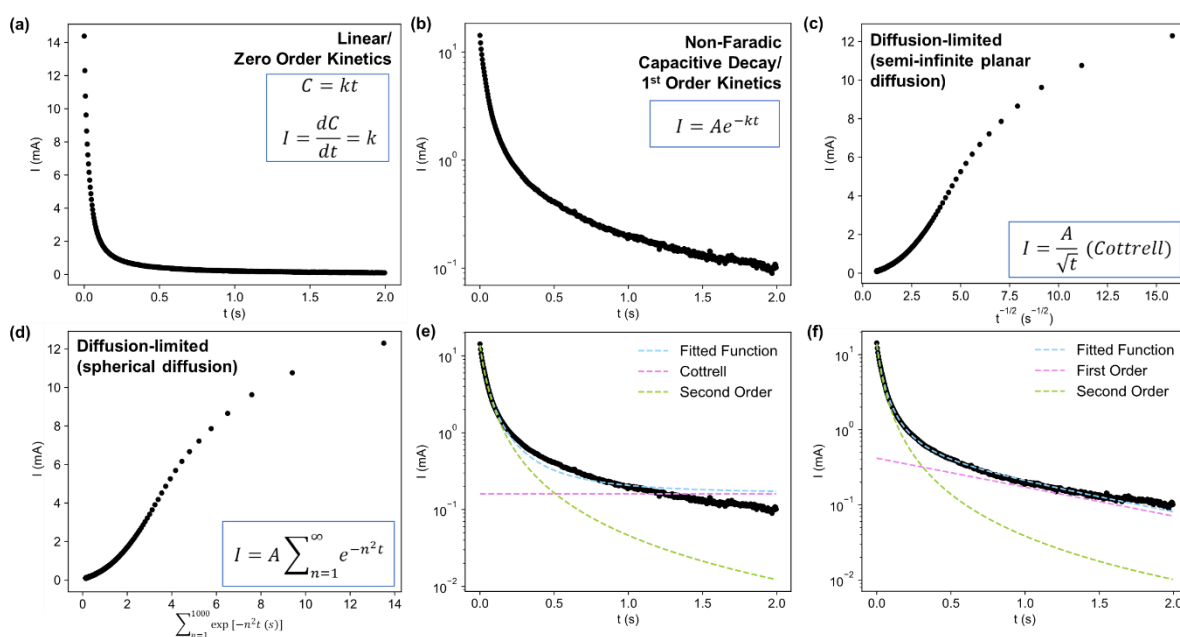 (a)
Linear/
Zero Order Kinetics
C = kt
I = dC/dt = k
I (mA)
14
12
10
8
6
4
2
0
0.0 0.5 1.0 1.5 2.0
t (s)
(b)
Non-Faradic
Capacitive Decay/
1st Order Kinetics
I = Ae^{-kt}
I (mA)
10^1
10^0
10^{-1}
0.0 0.5 1.0 1.5 2.0
t (s)
(c)
Diffusion-limited
(semi-infinite planar
diffusion)
I = A/√t (Cottrell)
I (mA)
12
10
8
6
4
2
0
2.5 5.0 7.5 10.0 12.5 15.0
t^{-1/2} (s^{-1/2})
(d)
Diffusion-limited
(spherical diffusion)
I = A ∑_{n=1}^{∞} e^{-n^2t}
I (mA)
12
10
8
6
4
2
0
0 2 4 6 8 10 12 14
∑_{n=1}^{1000} exp [-n^2t (s)]
(e)
Fitted Function
Cottrell
Second Order
I (mA)
10^1
10^0
10^{-1}
10^{-2}
0.0 0.5 1.0 1.5 2.0
t (s)
(f)
Fitted Function
First Order
Second Order
I (mA)
10^1
10^0
10^{-1}
10^{-2}
0.0 0.5 1.0 1.5 2.0
t (s)